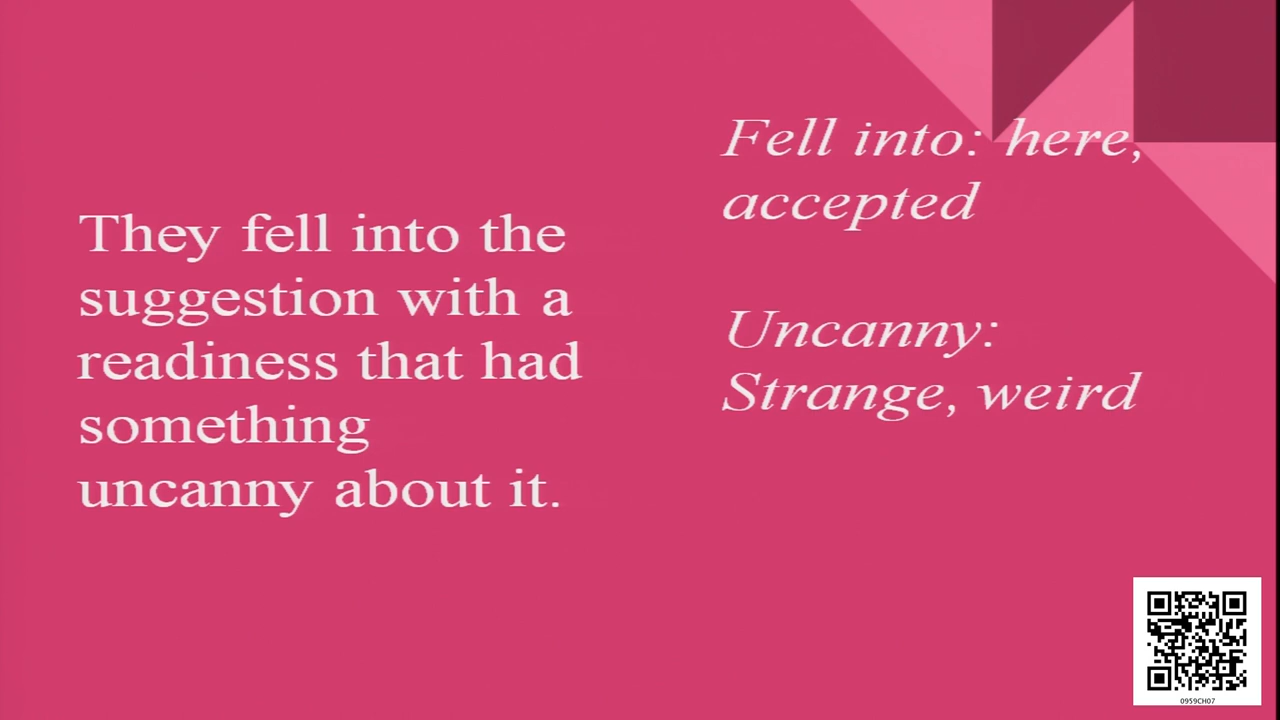 They fell into the
suggestion with a
readiness that had
something
uncanny about it.
Fell into: here,
accepted
Uncanny:
Strange, weird
0959CH07